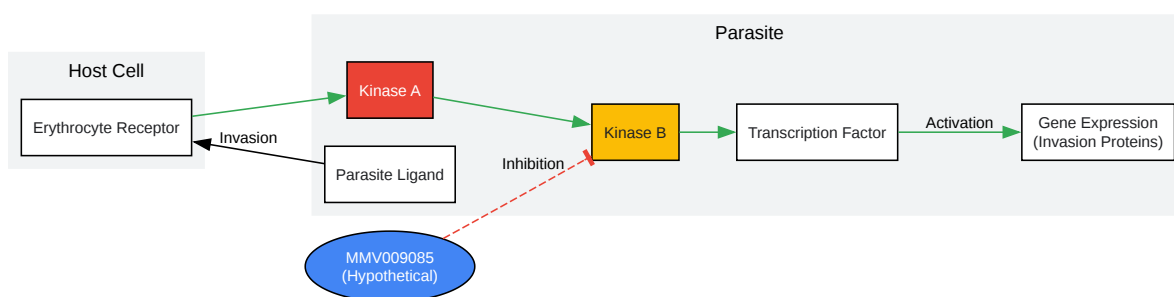 Parasite
Host Cell
Kinase A
Erythrocyte Receptor
Invasion
Parasite Ligand
Kinase B
Inhibition
Transcription Factor
Activation
Gene Expression
(Invasion Proteins)
MMV009085
(Hypothetical)